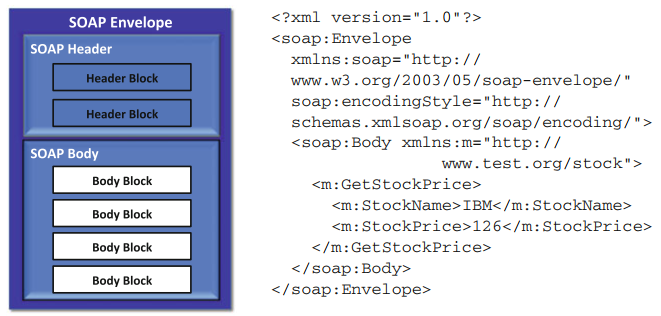 SOAP Envelope
SOAP Header
Header Block
Header Block
SOAP Body
Body Block
Body Block
Body Block
Body Block
<?xml version="1.0"?>
<soap:Envelope
xmlns:soap="http://
www.w3.org/2003/05/soap-envelope/"
soap:encodingStyle="http://
schemas.xmlsoap.org/soap/encoding/">
<soap:Body xmlns:m="http://
www.test.org/stock">
<m:GetStockPrice>
<m:StockName>IBM</m:StockName>
<m:StockPrice>126</m:StockPrice>
</m:GetStockPrice>
</soap:Body>
</soap:Envelope>